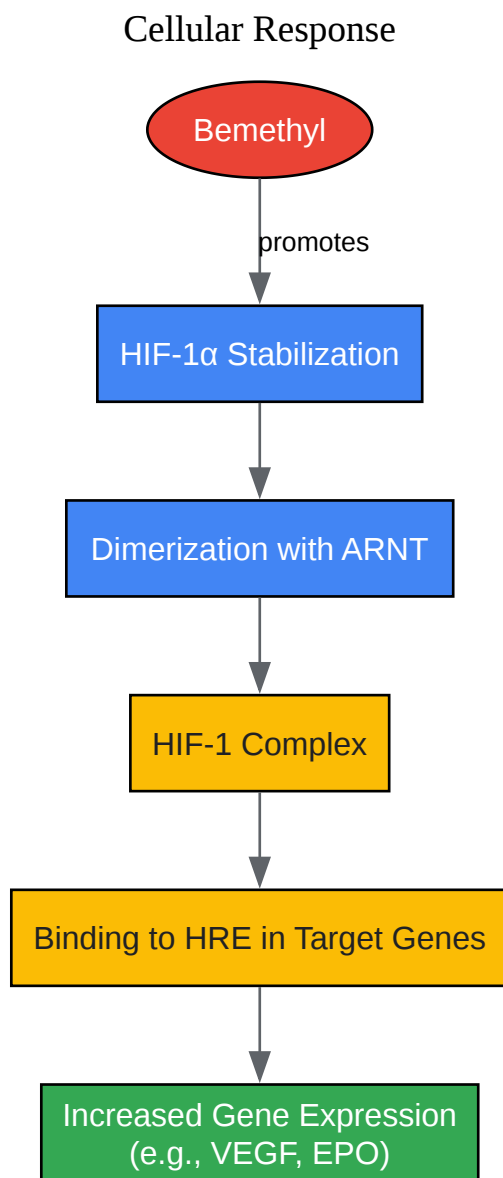 Cellular Response
Bemethyl
promotes
HIF-1α Stabilization
Dimerization with ARNT
HIF-1 Complex
Binding to HRE in Target Genes
Increased Gene Expression
(e.g., VEGF, EPO)